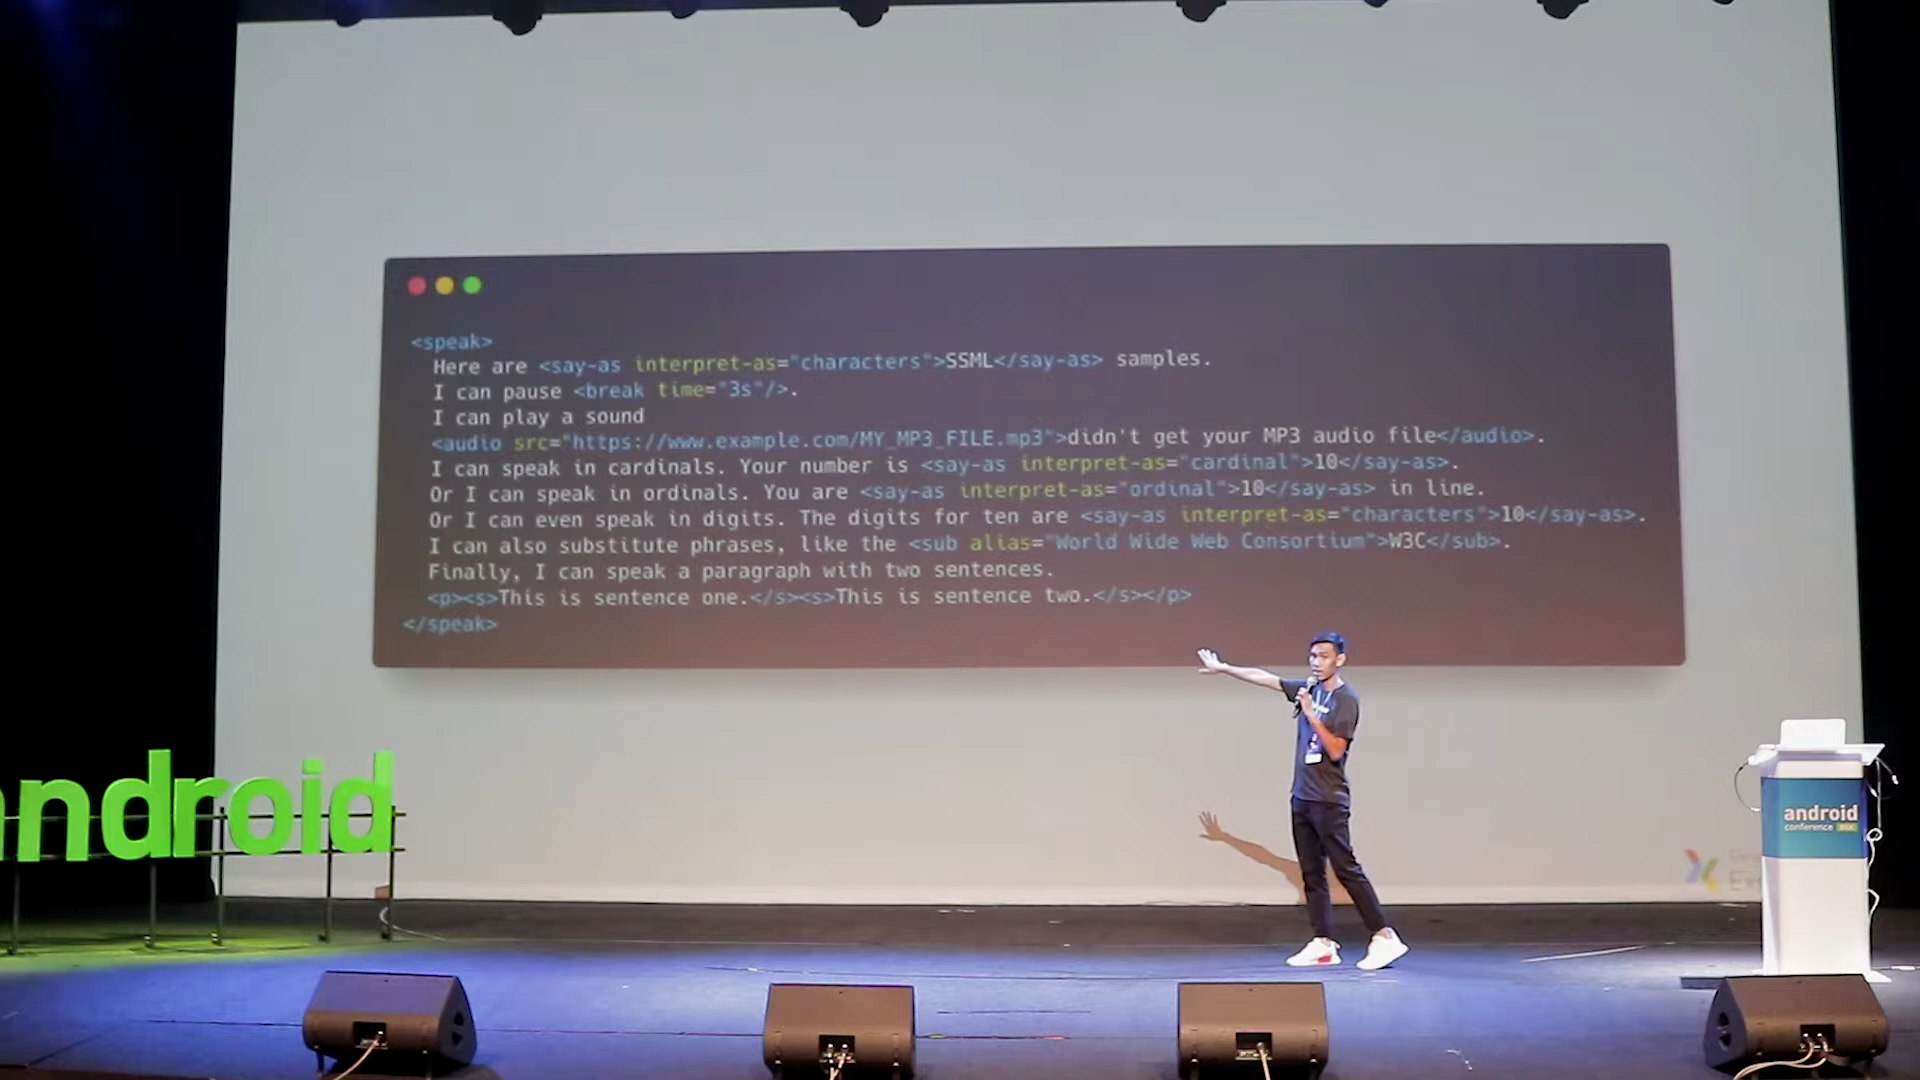 <speak>
Here are <say-as interpret-as="characters">SSML</say-as> samples.
I can pause <break time="3s"/>.
I can play a sound
<audio src="https://www.example.com/MY_MP3_FILE.mp3">didn't get your MP3 audio file</audio>.
I can speak in cardinals. Your number is <say-as interpret-as="cardinal">10</say-as>.
Or I can speak in ordinals. You are <say-as interpret-as="ordinal">10</say-as> in line.
Or I can even speak in digits. The digits for ten are <say-as interpret-as="characters">10</say-as>.
I can also substitute phrases, like the <sub alias="World Wide Web Consortium">W3C</sub>.
Finally, I can speak a paragraph with two sentences.
<p><s>This is sentence one.</s><s>This is sentence two.</s></p>
</speak>
android
android
conference